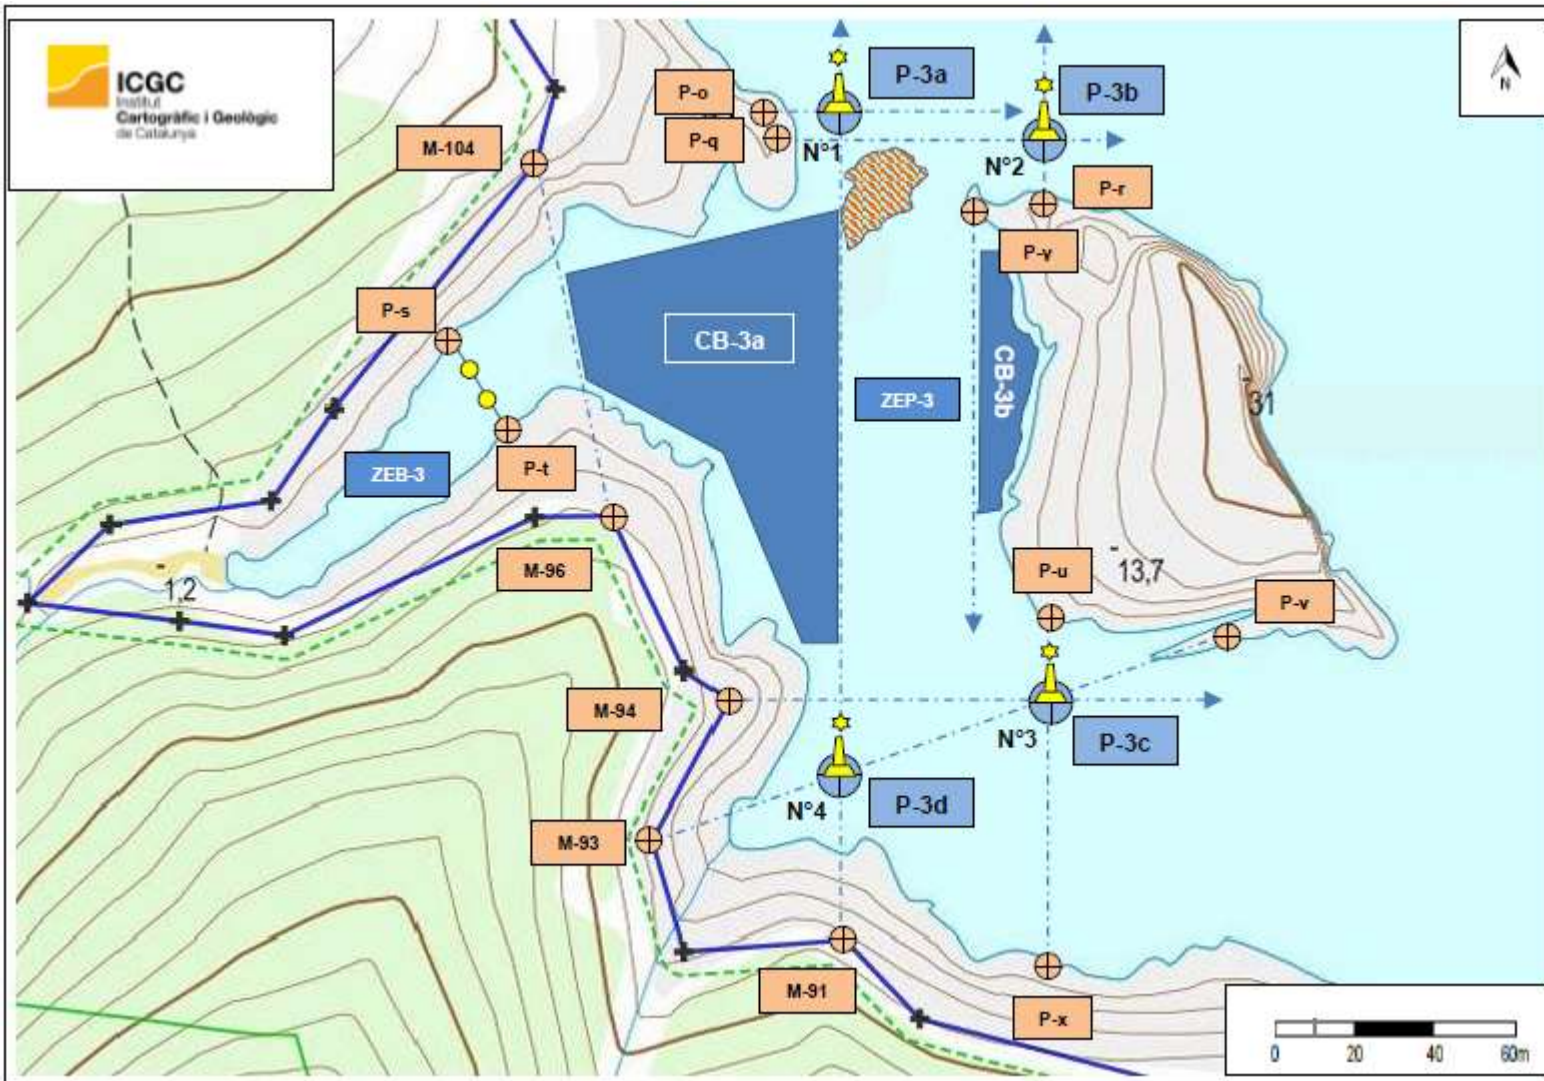 ICGC
Institut
Cartogràfic i Geològic
de Catalunya
P-o
P-3a
P-3b
N
M-104
P-q
N°1
N°2
P-r
P-y
P-s
CB-3a
ZEP-3
CB-3b
31
ZEB-3
P-t
M-96
1,2
P-u
13,7
P-v
M-94
N°3
P-3c
N°4
P-3d
M-93
M-91
P-x
0 20 40 60m